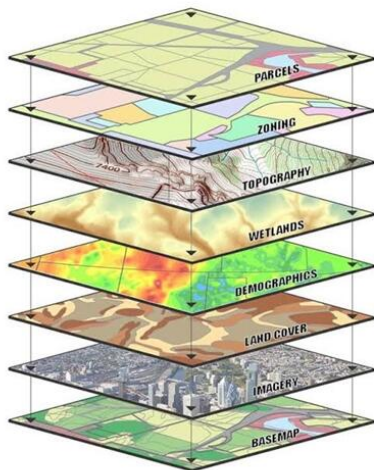 PARCELS
ZONING
TOPOGRAPHY
7400
WETLANDS
DEMOGRAPHICS
LAND COVER
IMAGERY
BASEMAP